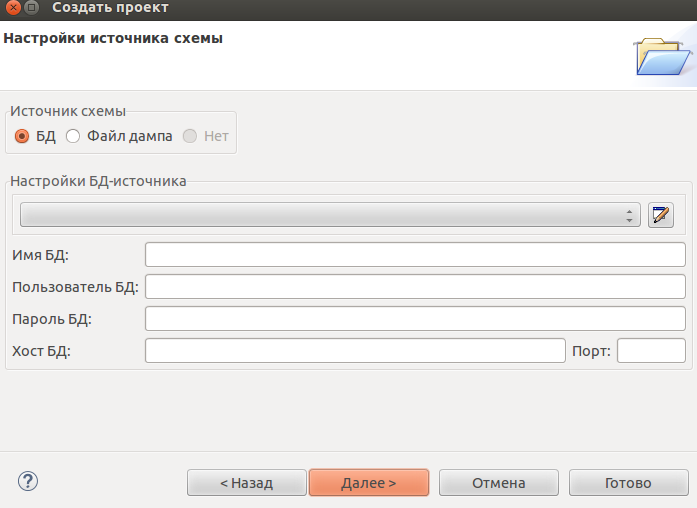 Создать проект
Настройки источника схемы
Источник схемы
БД Файл дампа Нет
Настройки БД-источника
Имя БД:
Пользователь БД:
Пароль БД:
Хост БД: Порт:
? < Назад Далее > Отмена Готово